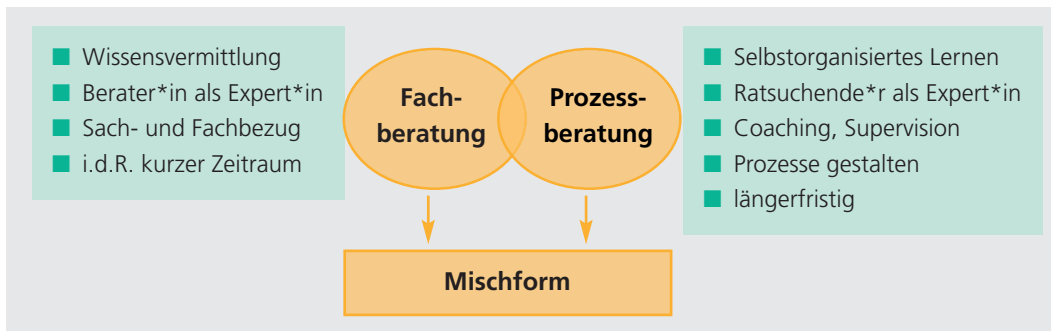 Wissensvermittlung
Berater*in als Expert*in
Sach- und Fachbezug
i.d.R. kurzer Zeitraum
Fach-
beratung
Prozess-
beratung
Selbstorganisiertes Lernen
Ratsuchende*r als Expert*in
Coaching, Supervision
Prozesse gestalten
längerfristig
Mischform